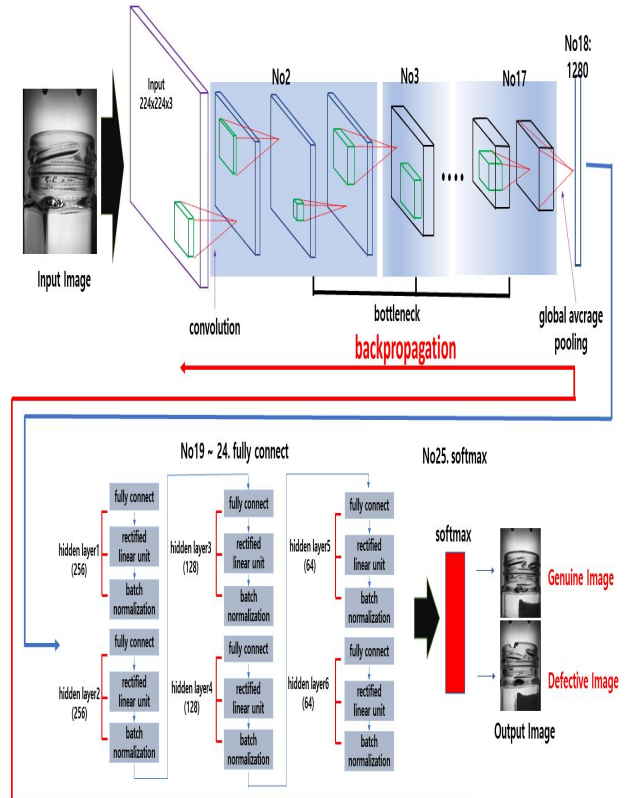 No18:
1280
No2
No3
No17
Input
224x224x3
Input Image
convolution
bottleneck
global avcrage
pooling
backpropagation
No19 ~ 24. fully connect
No25. softmax
hidden layer1
(256)
fully connect
rectified
linear unit
batch
normalization
hidden layer2
(256)
fully connect
rectified
linear unit
batch
normalization
hidden layer3
(128)
fully connect
rectified
linear unit
batch
normalization
hidden layer4
(128)
fully connect
rectified
linear unit
batch
normalization
hidden layer5
(64)
fully connect
rectified
linear unit
batch
normalization
hidden layer6
(64)
fully connect
rectified
linear unit
batch
normalization
softmax
Genuine Image
Defective Image
Output Image